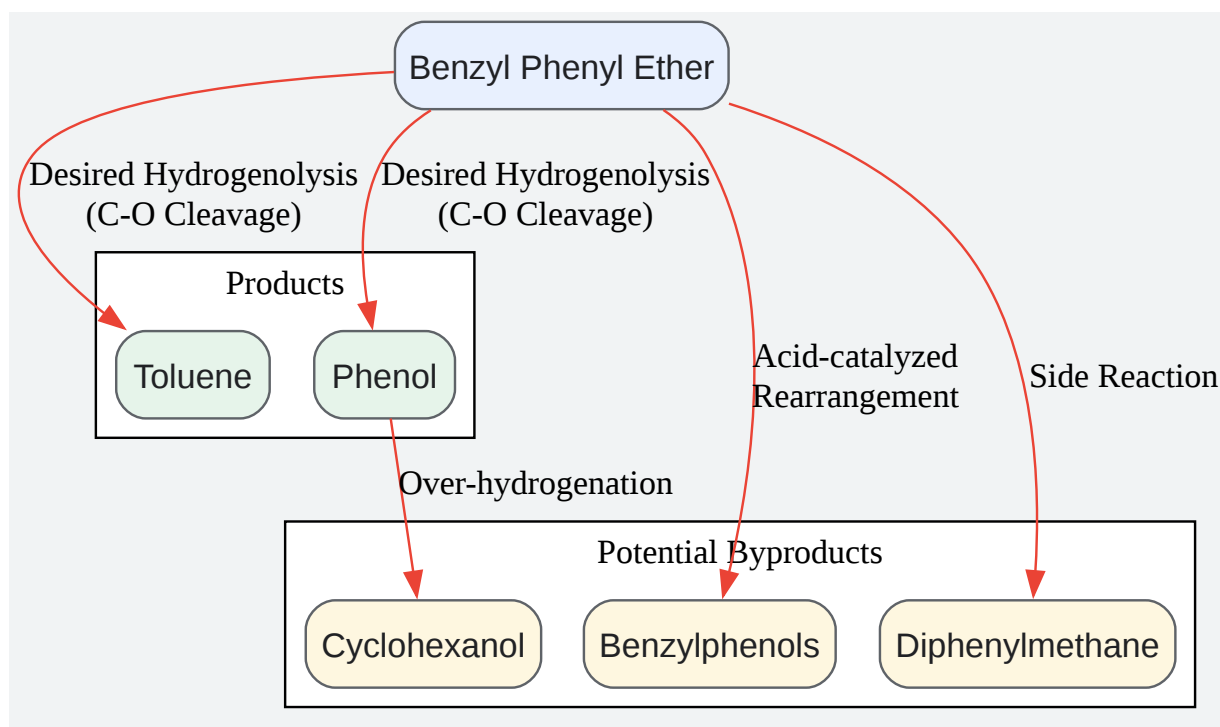 Benzyl Phenyl Ether
Desired Hydrogenolysis
(C-O Cleavage)
Desired Hydrogenolysis
(C-O Cleavage)
Products
Toluene
Phenol
Acid-catalyzed
Rearrangement
Side Reaction
Over-hydrogenation
Potential Byproducts
Cyclohexanol
Benzylphenols
Diphenylmethane